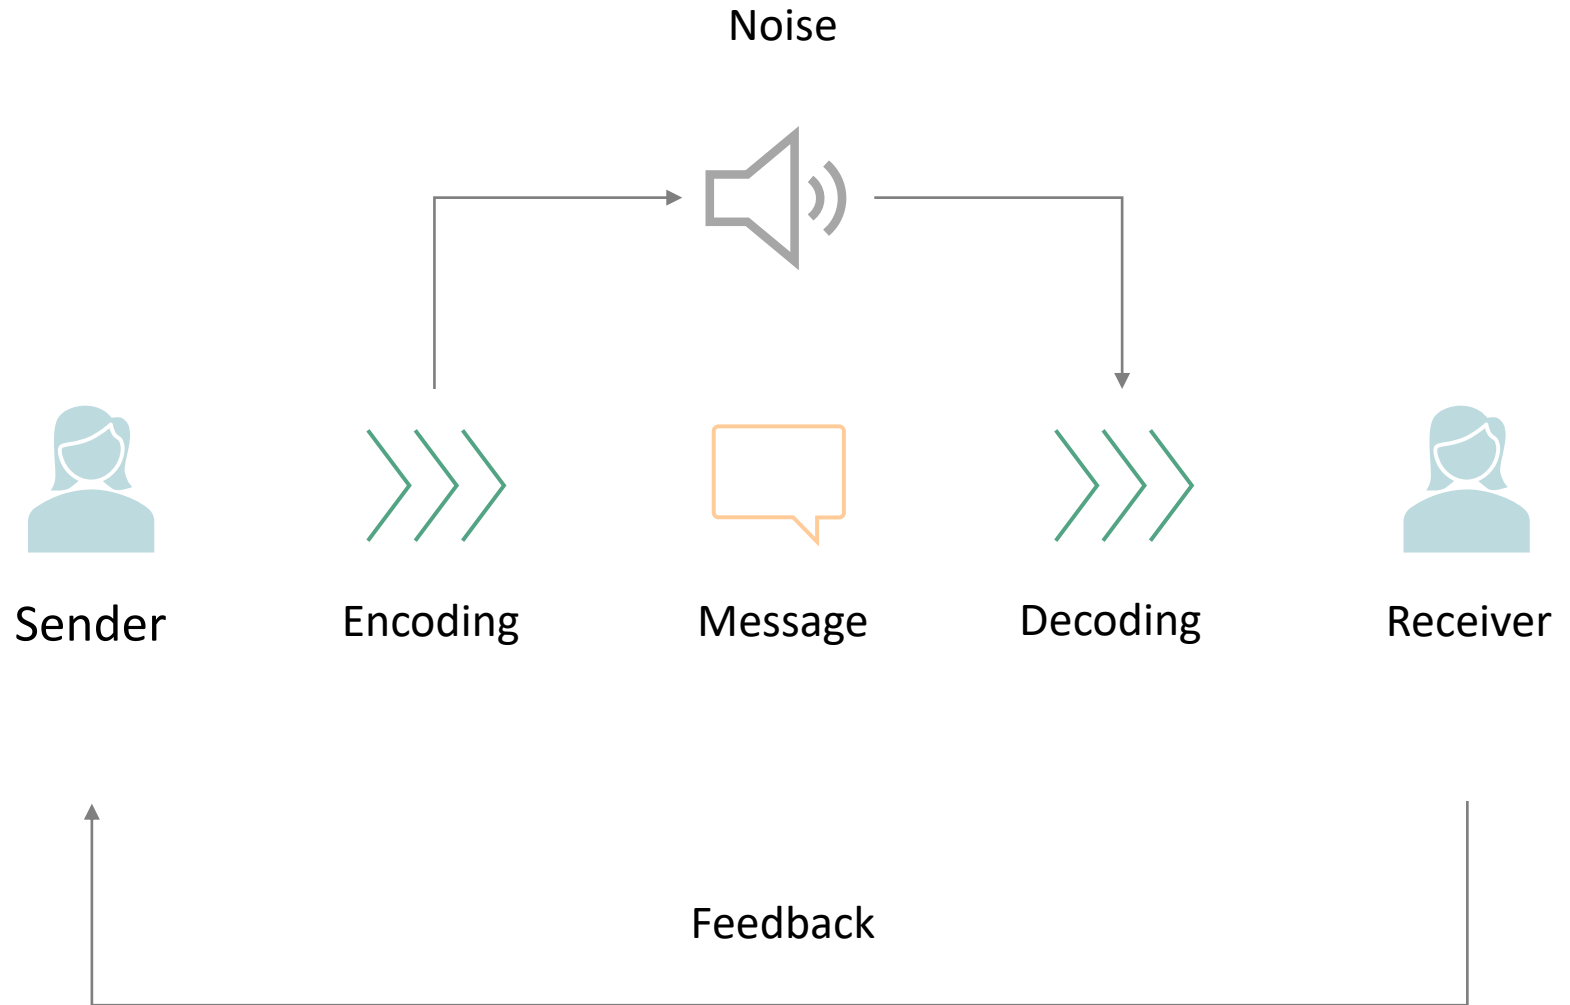 Noise
Sender
Encoding
Message
Decoding
Receiver
Feedback